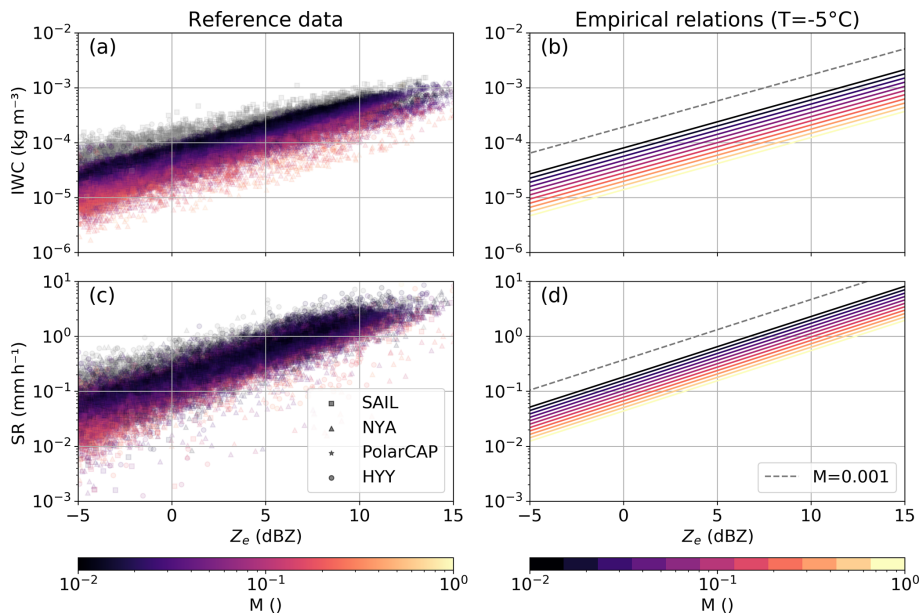 Reference data
Empirical relations (T=-5°C)
(a)
(b)
10⁻² 10⁻³ 10⁻⁴ 10⁻⁵ 10⁻⁶
IWC (kg m⁻³)
10⁻² 10⁻³ 10⁻⁴ 10⁻⁵ 10⁻⁶
(c)
(d)
10¹ 10⁰ 10⁻¹ 10⁻² 10⁻³
SR (mm h⁻¹)
10¹ 10⁰ 10⁻¹ 10⁻² 10⁻³
SAIL
NYA
PolarCAP
HYY
M=0.001
−5 0 5 10 15
−5 0 5 10 15
Zₑ (dBZ)
Zₑ (dBZ)
10⁻² 10⁻¹ 10⁰
10⁻² 10⁻¹ 10⁰
M ()
M ()